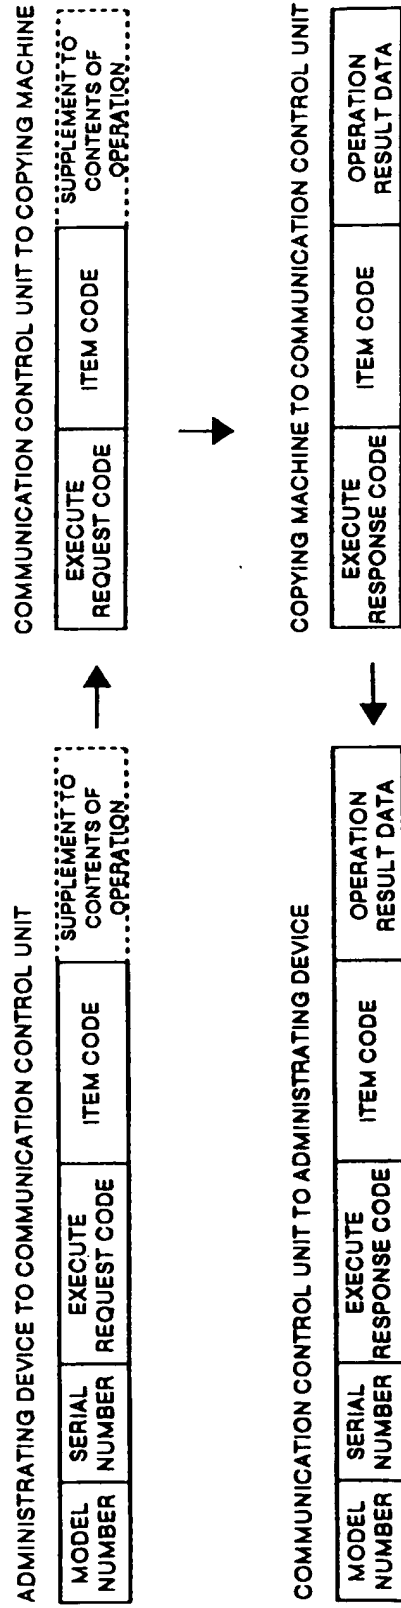 ADMINISTRATING DEVICE TO COMMUNICATION CONTROL UNIT
MODEL
NUMBER
SERIAL
NUMBER
EXECUTE
REQUEST CODE
ITEM CODE
SUPPLEMENT TO
CONTENTS OF
OPERATION
COMMUNICATION CONTROL UNIT TO COPYING MACHINE
EXECUTE
REQUEST CODE
ITEM CODE
SUPPLEMENT TO
CONTENTS OF
OPERATION
COPYING MACHINE TO COMMUNICATION CONTROL UNIT
EXECUTE
RESPONSE CODE
ITEM CODE
OPERATION
RESULT DATA
COMMUNICATION CONTROL UNIT TO ADMINISTRATING DEVICE
MODEL
NUMBER
SERIAL
NUMBER
EXECUTE
RESPONSE CODE
ITEM CODE
OPERATION
RESULT DATA